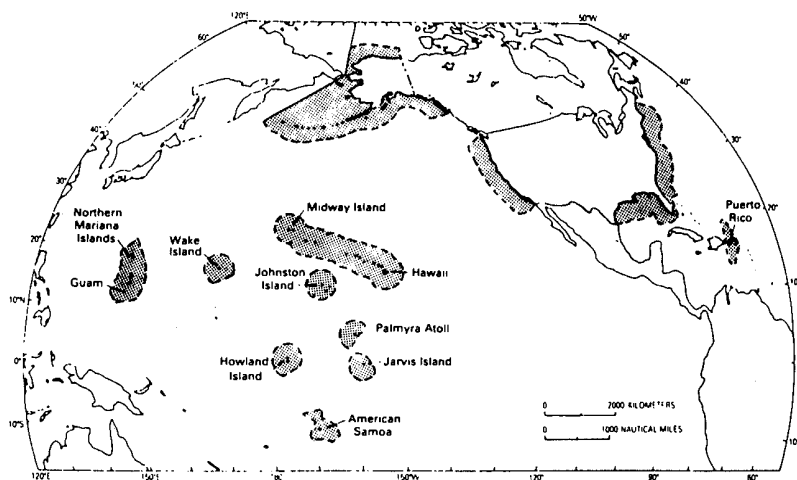 120°E
50°W
60°
50°
50°
40°
40°
30°
30°
20°
20°
10°N
10°
0°
0°
10°S
10°
Northern
Mariana
Islands
Guam
Wake
Island
Midway Island
Johnston
Island
Hawaii
Palmyra Atoll
Howland
Island
Jarvis Island
American
Samoa
Puerto
Rico
0 2000 KILOMETERS
0 1000 NAUTICAL MILES
120°E
150°E
150°W
120°
90°
60°